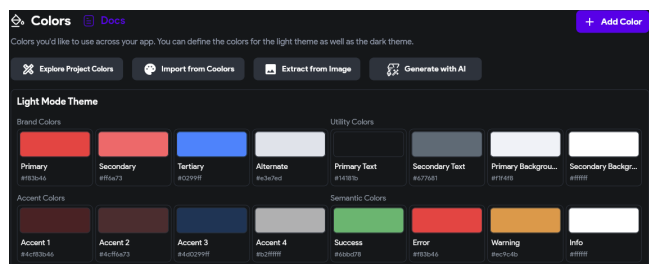 Colors Docs + Add Color
Colors you'd like to use across your app. You can define the colors for the light theme as well as the dark theme.
Explore Project Colors Import from Coolors Extract from Image Generate with AI
Light Mode Theme
Brand Colors Utility Colors
Primary Secondary Tertiary Alternate Primary Text Secondary Text Primary Backgrou... Secondary Backgr...
#f83b46 #ff6a73 #0299ff #e3e7ed #14181b #677681 #f1f4f8 #ffffff
Accent Colors Semantic Colors
Accent 1 Accent 2 Accent 3 Accent 4 Success Error Warning Info
#4cf83b46 #4cff6a73 #4d0299ff #b2ffffff #6bbd78 #f83b46 #ec9c4b #ffffff